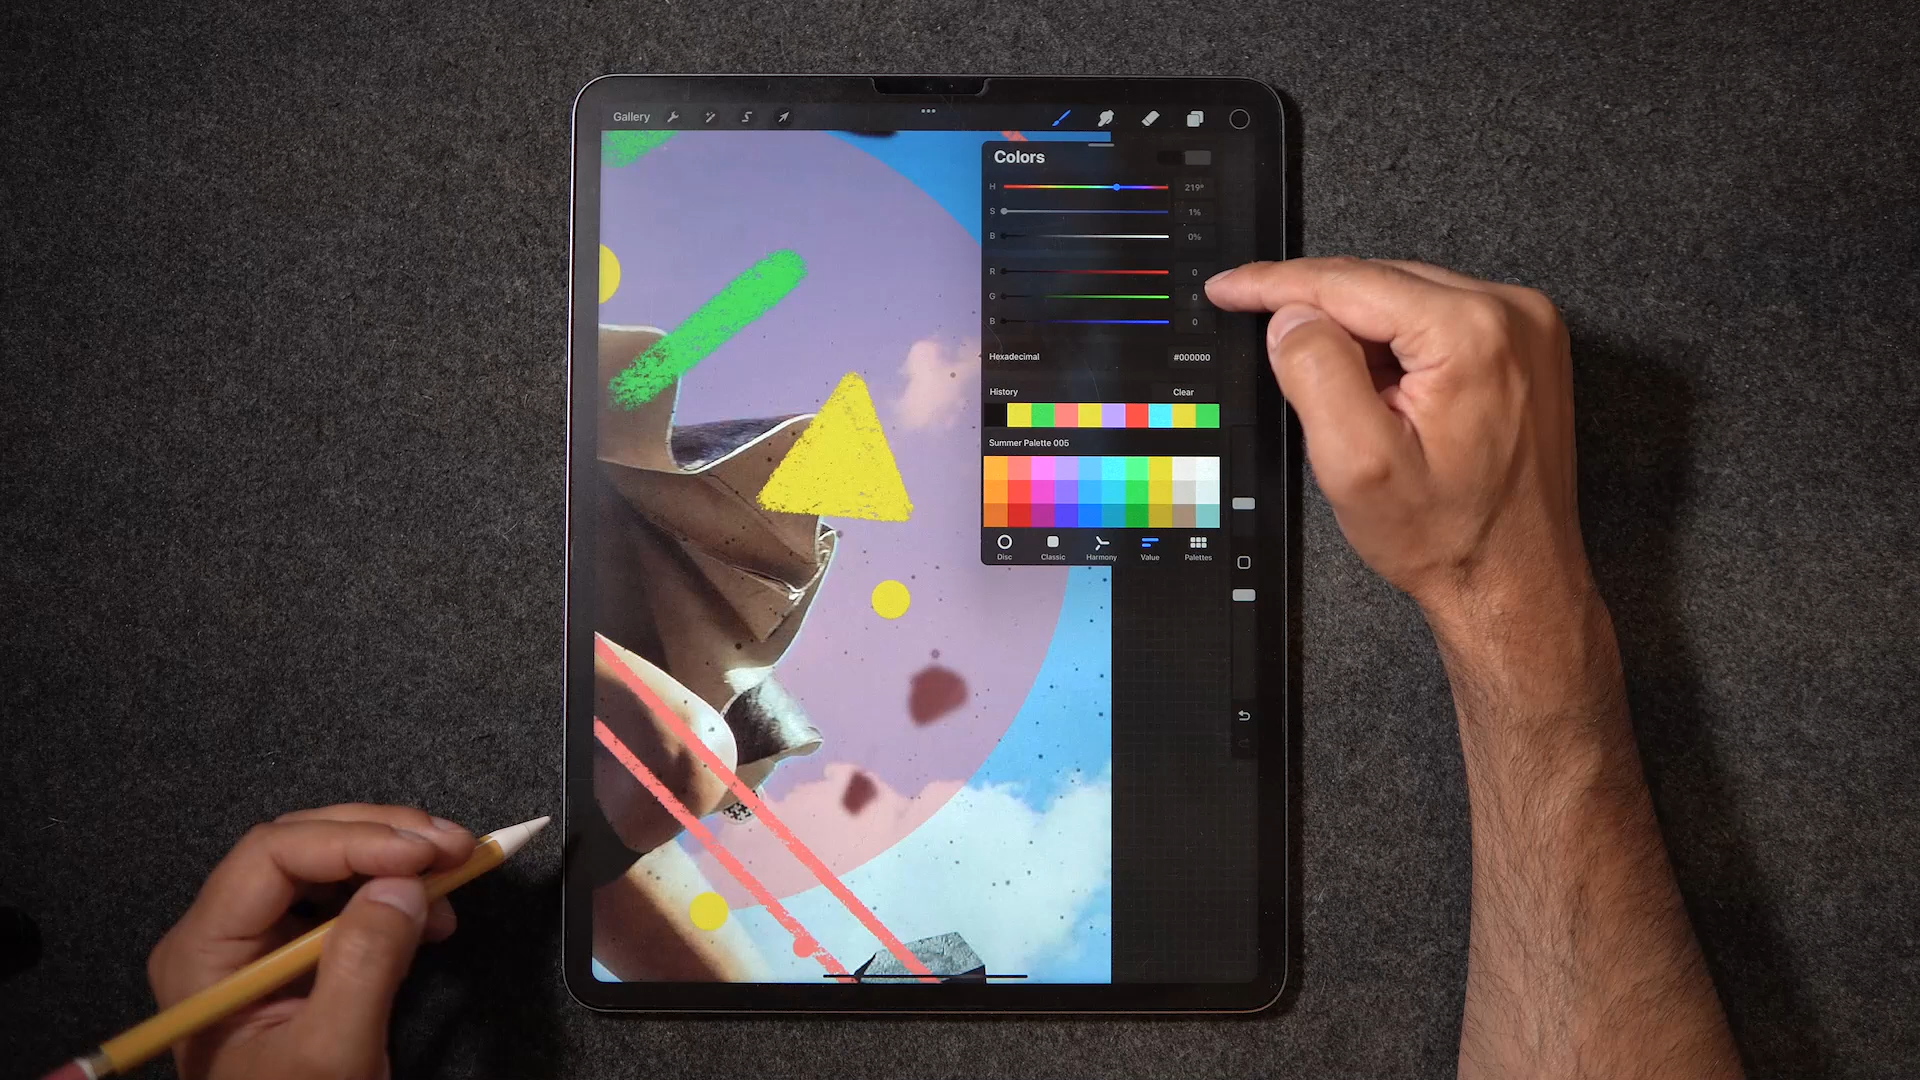 Gallery
Colors
H 219°
S 1%
B 0%
R 0
G 0
B 0
Hexadecimal #000000
History Clear
Summer Palette 005
Disc Classic Harmony Value Palettes